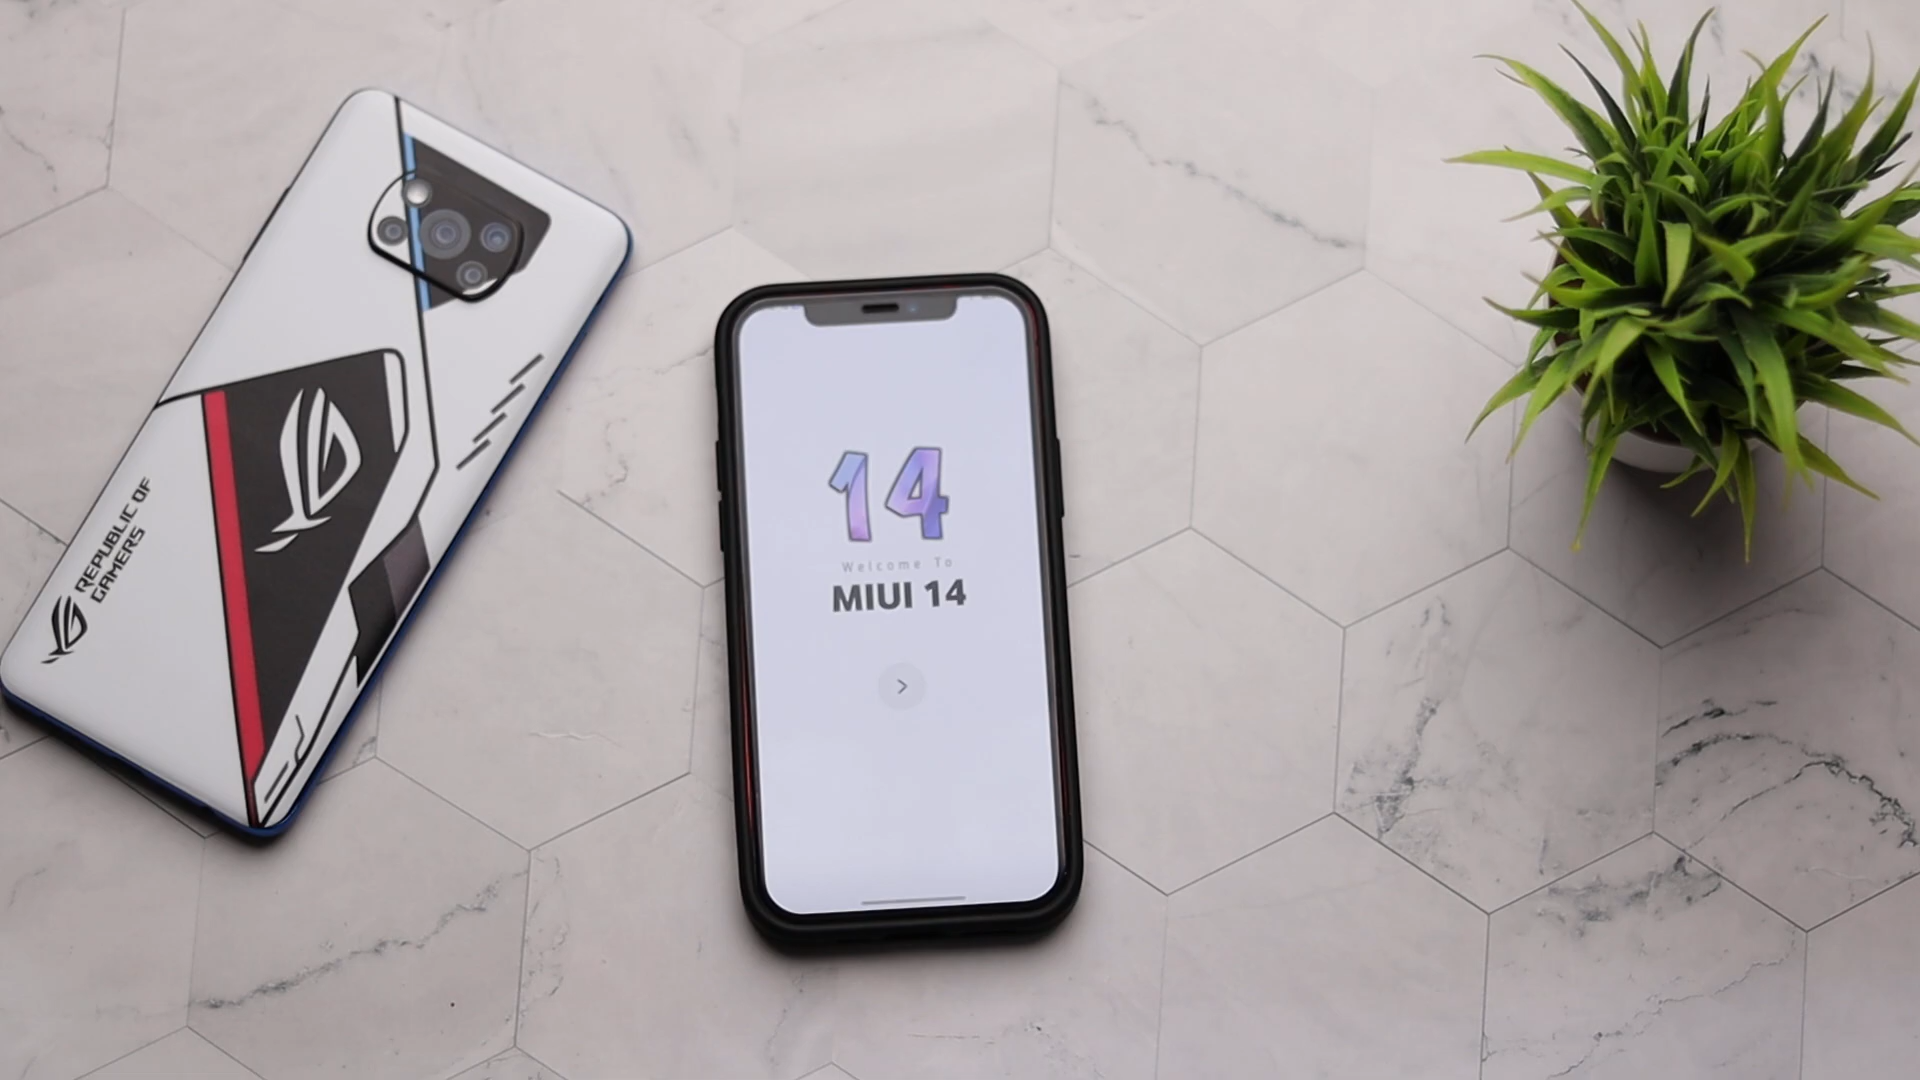 REPUBLIC OF
GAMERS
14
Welcome To
MIUI 14